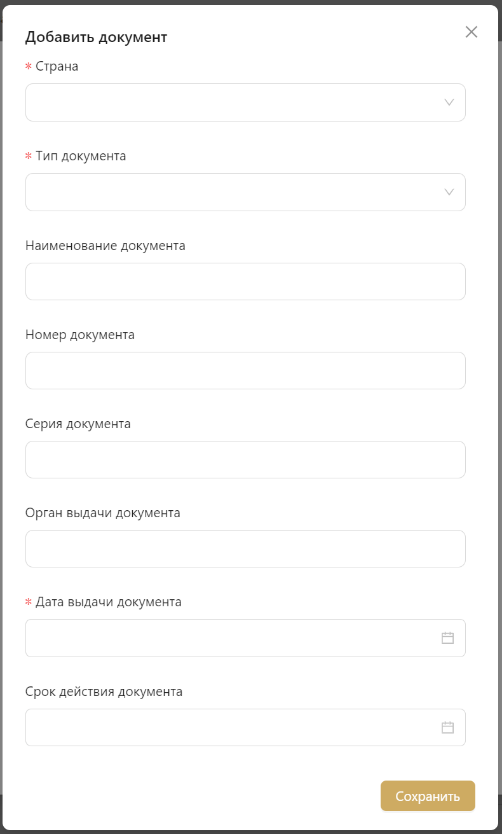 Добавить документ
* Страна
* Тип документа
Наименование документа
Номер документа
Серия документа
Орган выдачи документа
* Дата выдачи документа
Срок действия документа
Сохранить